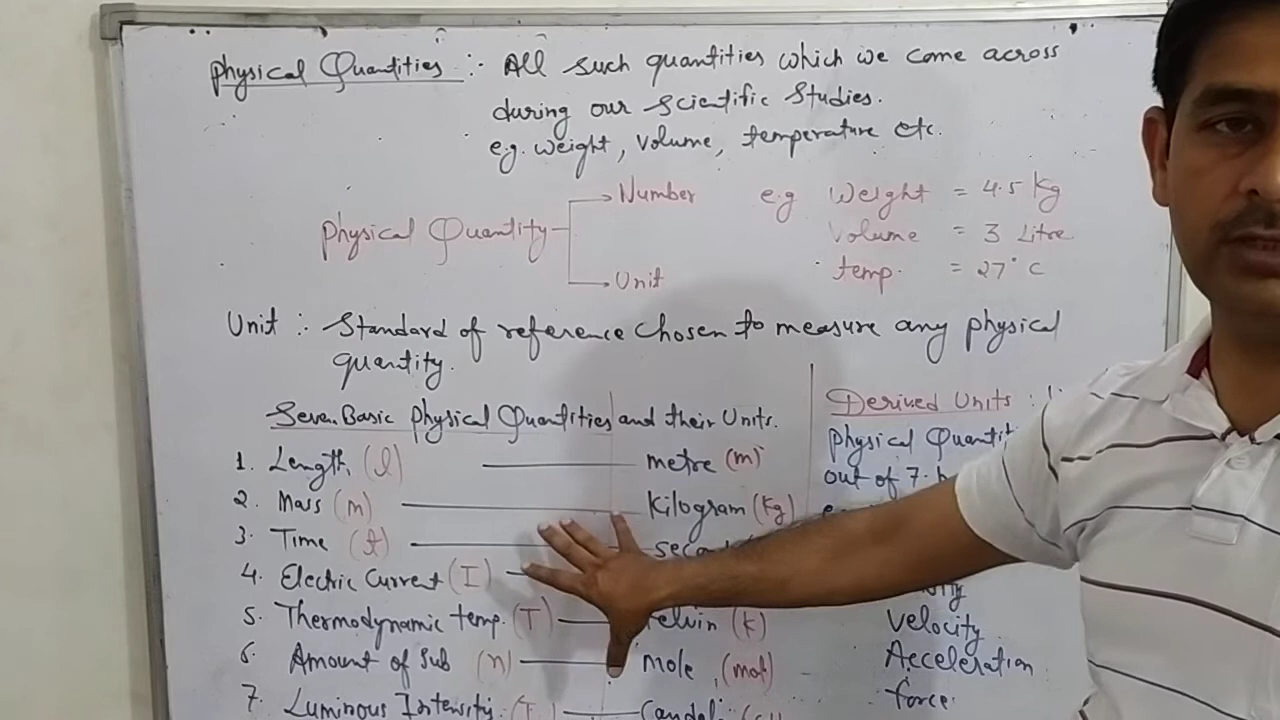 Physical Quantities :- All such quantities which we come across
during our Scientific Studies.
e.g. weight, volume, temperature etc.
Physical Quantity
Number
Unit
e.g Weight = 4.5 Kg
Volume = 3 Litre
temp. = 27° C
Unit :- Standard of reference chosen to measure any physical
quantity.
Seven Basic Physical Quantities and their Units.
1. Length (l) metre (m)
2. Mass (m) Kilogram (Kg)
3. Time (t)
4. Electric Current (I)
5. Thermodynamic temp. (T) (K)
6. Amount of Sub (n) mole (mol)
7. Luminous Intensity
Derived Units :
Physical
out of 7
Velocity
Acceleration
force